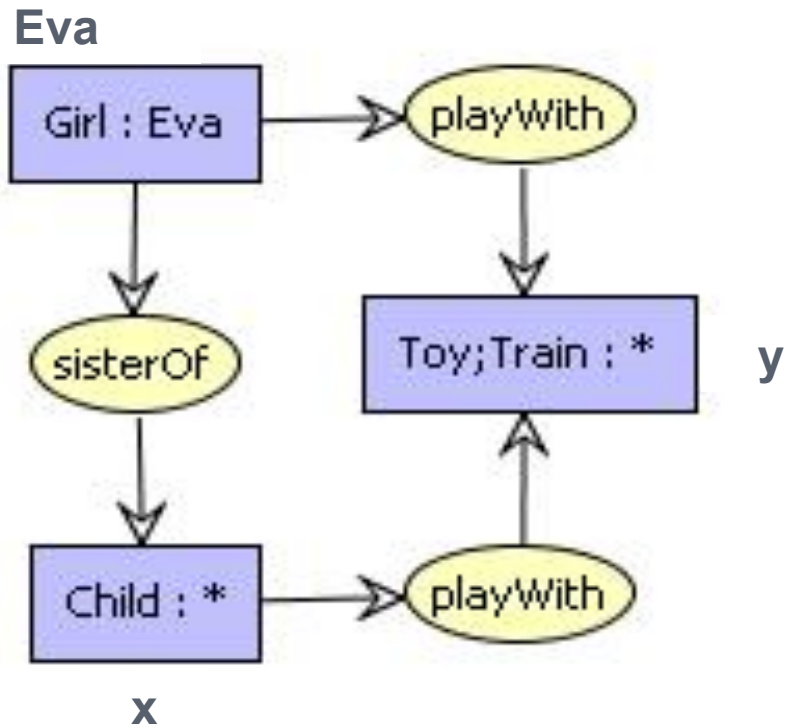 Eva
Girl : Eva
playWith
sisterOf
Toy;Train : *
y
Child : *
playWith
x